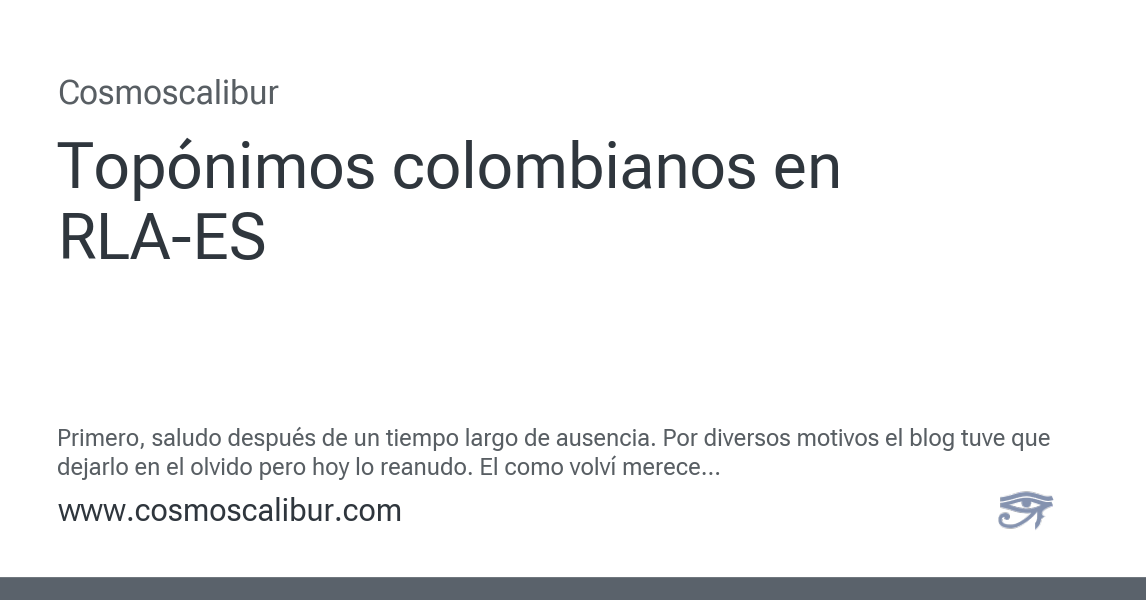 Cosmoscalibur
Topónimos colombianos en
RLA-ES
Primero, saludo después de un tiempo largo de ausencia. Por diversos motivos el blog tuve que
dejarlo en el olvido pero hoy lo reanudo. El como volví merece...
www.cosmoscalibur.com